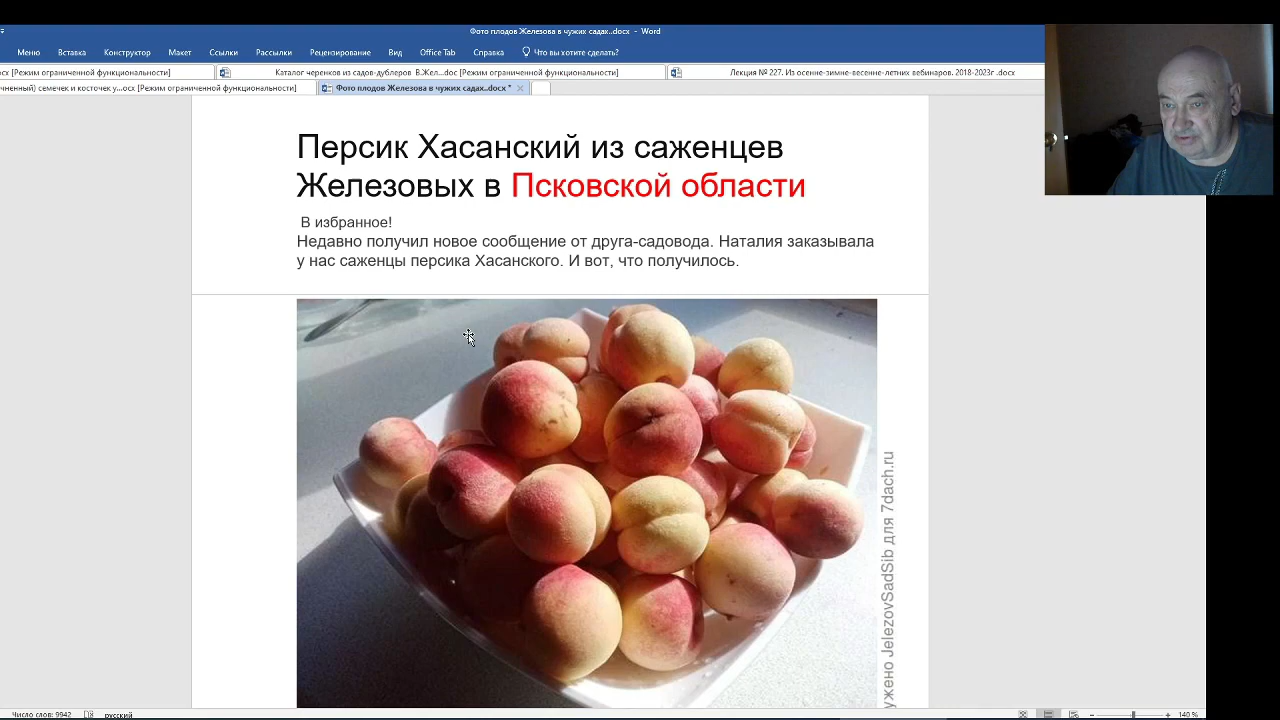 Фото плодов Железова в чужих садах..docx - Word
Меню Вставка Конструктор Макет Ссылки Рассылки Рецензирование Вид Office Tab Справка Что вы хотите сделать?
[Режим ограниченной функциональности] Каталог черенков из садов-дублеров В.Жел...doc [Режим ограниченной функциональности] Лекция № 227. Из осенне-зимне-весенне-летних вебинаров. 2018-2023г .docx
семечек и косточек у...ocx [Режим ограниченной функциональности] Фото плодов Железова в чужих садах..docx *
Персик Хасанский из саженцев
Железовых в Псковской области
В избранное!
Недавно получил новое сообщение от друга-садовода. Наталия заказывала
у нас саженцы персика Хасанского. И вот, что получилось.
JelezovSadSib для 7dach.ru
Число слов: 9942 русский 140 %